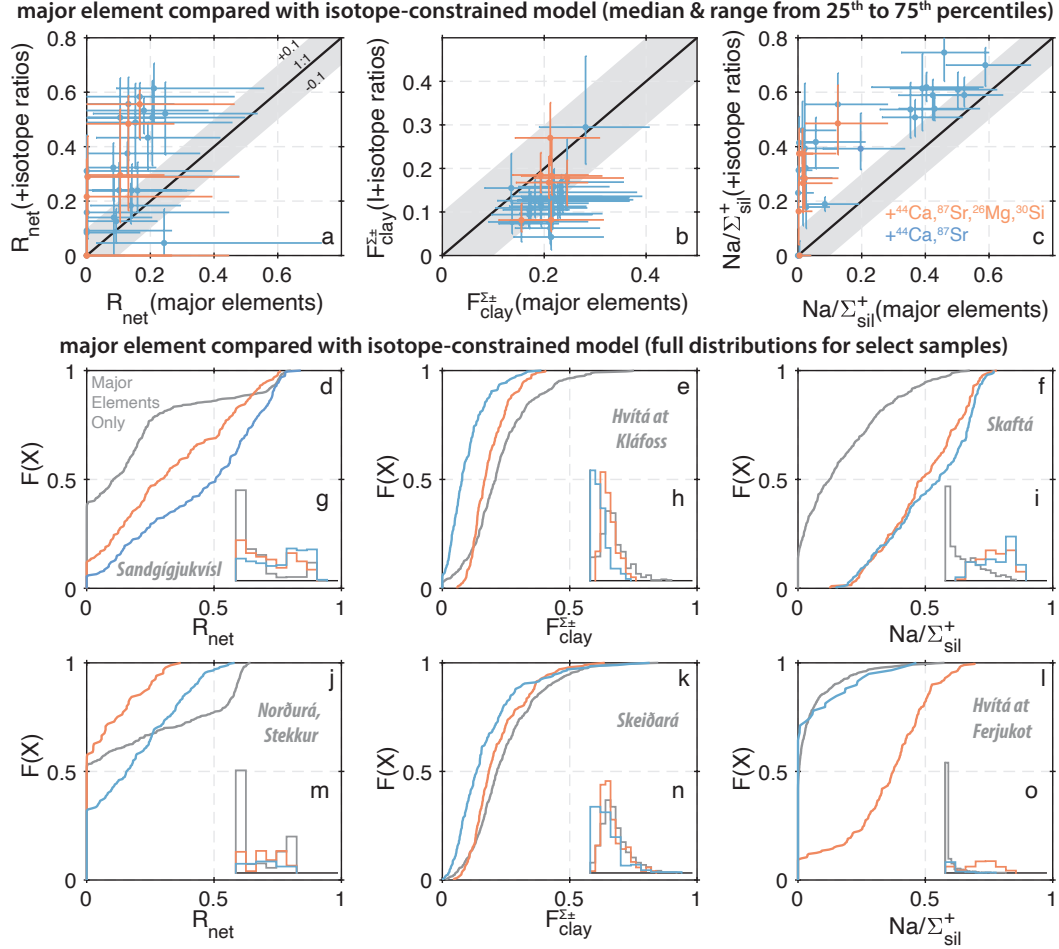 major element compared with isotope-constrained model (median & range from 25th to 75th percentiles)
0.8
0.6
0.4
0.2
0
0 0.2 0.4 0.6
R_net(+isotope ratios)
R_net(major elements)
+0.1
1:1
-0.1
a
0.5
0.4
0.3
0.2
0.1
0
0 0.2 0.4
F^Σ±_clay(I+isotope ratios)
F^Σ±_clay(major elements)
b
0.8
0.6
0.4
0.2
0
0 0.2 0.4 0.6
Na/Σ^+_sil(+isotope ratios)
Na/Σ^+_sil(major elements)
+44Ca,87Sr,26Mg,30Si
+44Ca,87Sr
c
major element compared with isotope-constrained model (full distributions for select samples)
1
0.5
0
0 0.5 1
F(X)
R_net
Major
Elements
Only
d
g
Sandgígjukvísl
1
0.5
0
0 0.5 1
F(X)
F^Σ±_clay
e
Hvítá at
Kláfoss
h
1
0.5
0
0 0.5 1
F(X)
Na/Σ^+_sil
f
Skaftá
i
1
0.5
0
0 0.5 1
F(X)
R_net
j
Norðurá,
Stekkur
m
1
0.5
0
0 0.5 1
F(X)
F^Σ±_clay
k
Skeiðará
n
1
0.5
0
0 0.5 1
F(X)
Na/Σ^+_sil
l
Hvítá at
Ferjukot
o